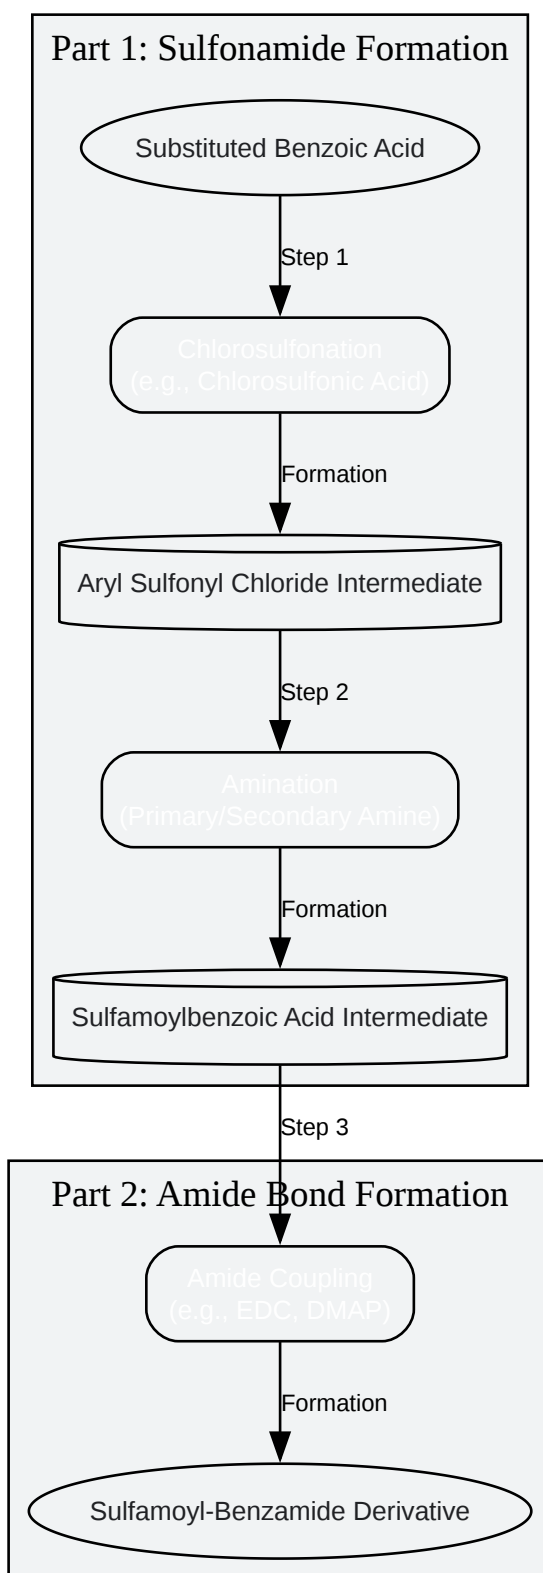 Part 1: Sulfonamide Formation
Substituted Benzoic Acid
Step 1
Chlorosulfonation
(e.g., Chlorosulfonic Acid)
Formation
Aryl Sulfonyl Chloride Intermediate
Step 2
Amination
(Primary/Secondary Amine)
Formation
Sulfamoylbenzoic Acid Intermediate
Step 3
Part 2: Amide Bond Formation
Amide Coupling
(e.g., EDC, DMAP)
Formation
Sulfamoyl-Benzamide Derivative